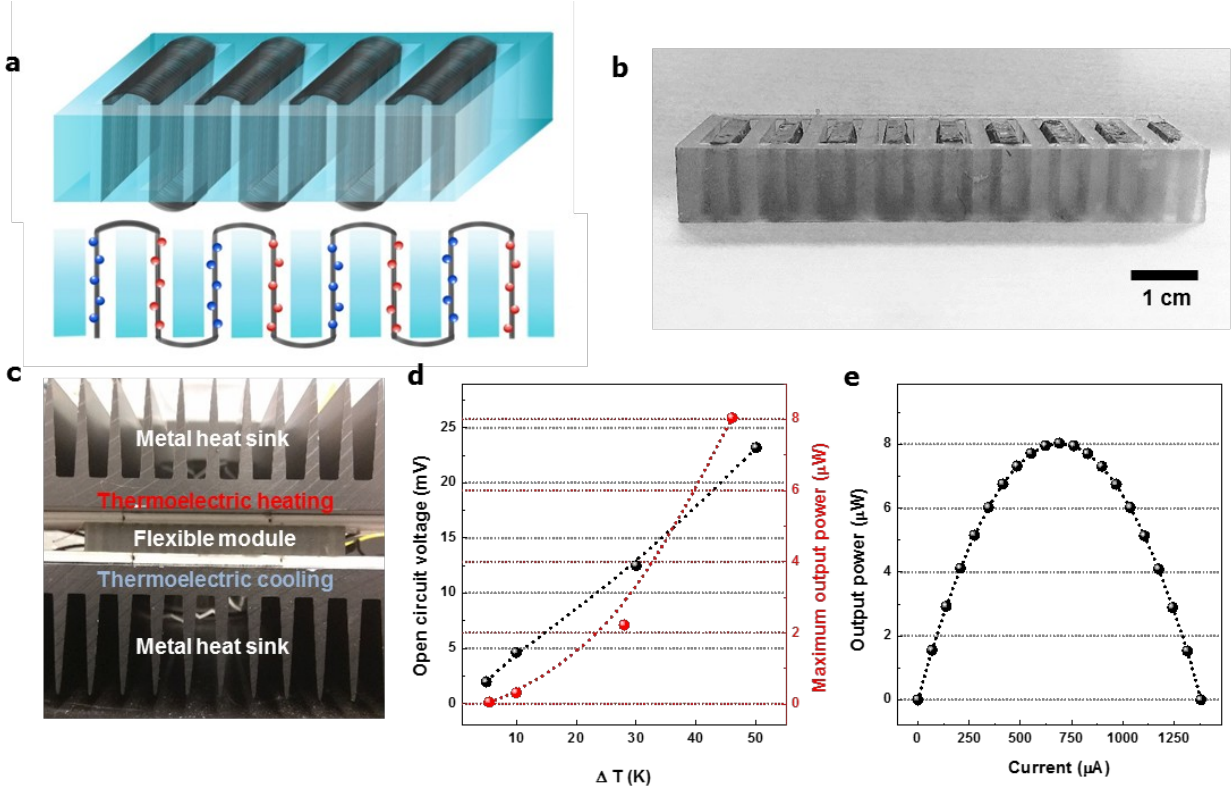 a
b
1 cm
c
Metal heat sink
Thermoelectric heating
Flexible module
Thermoelectric cooling
Metal heat sink
d
Open circuit voltage (mV)
25
20
15
10
5
0
10
20
30
40
50
Δ T (K)
8
6
4
2
0
Maximum output power (μW)
e
Output power (μW)
8
6
4
2
0
0
250
500
750
1000
1250
Current (μA)